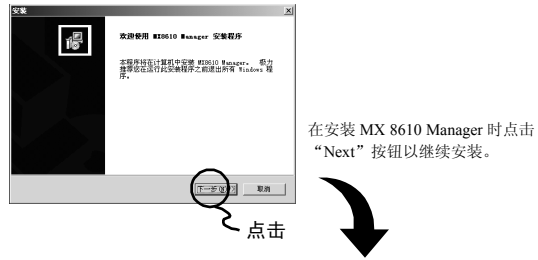 安装
欢迎使用 MX8610 Manager 安装程序
本程序将在计算机中安装 MX8610 Manager。 极力
推荐您在运行此安装程序之前退出所有 Windows 程
序。
在安装 MX 8610 Manager 时点击
“Next”按钮以继续安装。
下一步(N) > 取消
点击